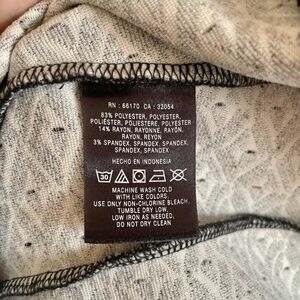 RN : 66170 CA : 32054
83% POLYESTER, POLYESTER,
POLIÉSTER, POLIESTERE, POLYESTER
14% RAYON, RAYONNE, RAYÓN,
RAYON, REYON
3% SPANDEX, SPANDEX, SPANDEX,
SPANDEX, SPANDEX
HECHO EN INDONESIA
30
MACHINE WASH COLD
WITH LIKE COLORS
USE ONLY NON-CHLORINE BLEACH,
TUMBLE DRY LOW,
LOW IRON AS NEEDED,
DO NOT DRY CLEAN